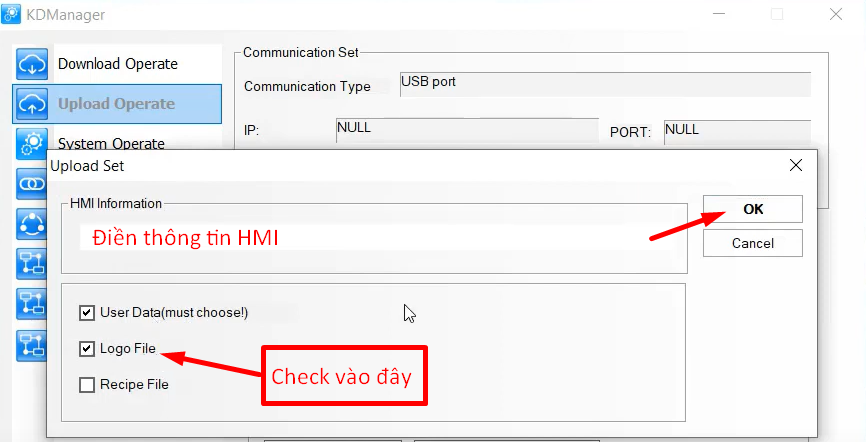 KDManager
Download Operate
Upload Operate
System Operate
Communication Set
Communication Type
USB port
IP:
NULL
PORT:
NULL
Upload Set
HMI Information
Điền thông tin HMI
OK
Cancel
User Data(must choose!)
Logo File
Recipe File
Check vào đây